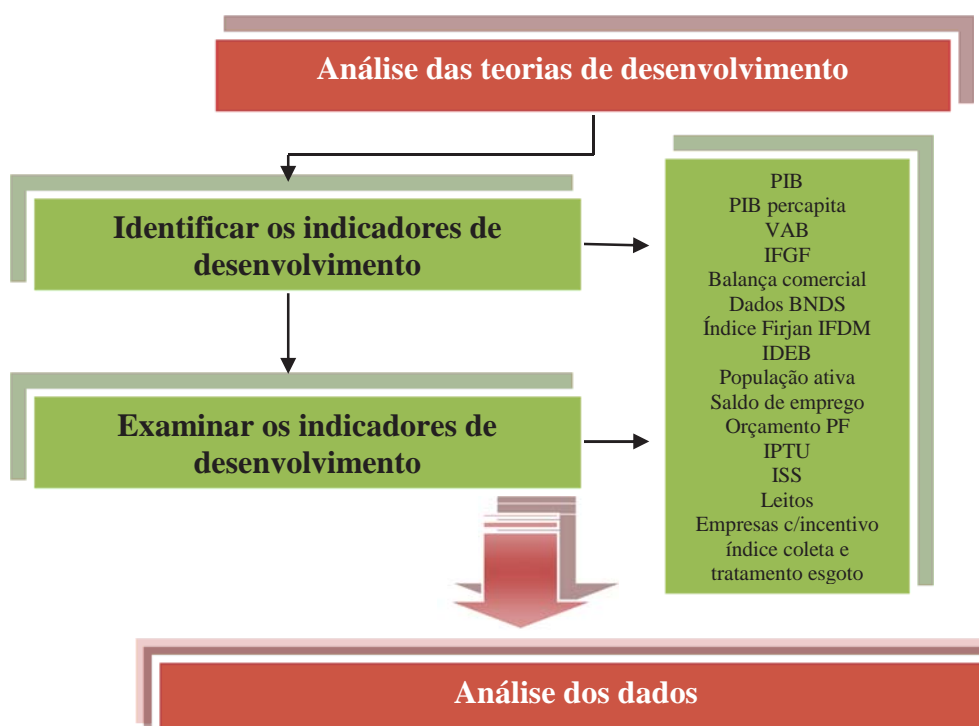 Análise das teorias de desenvolvimento
Identificar os indicadores de
desenvolvimento
Examinar os indicadores de
desenvolvimento
PIB
PIB percapita
VAB
IFGF
Balança comercial
Dados BNDS
Índice Firjan IFDM
IDEB
População ativa
Saldo de emprego
Orçamento PF
IPTU
ISS
Leitos
Empresas c/incentivo
índice coleta e
tratamento esgoto
Análise dos dados